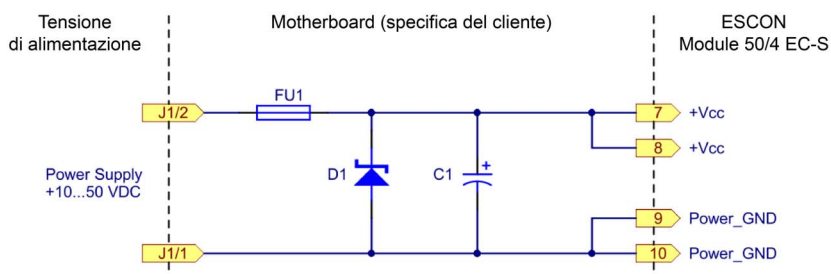 Tensione
di alimentazione
Motherboard (specifica del cliente)
ESCON
Module 50/4 EC-S
FU1
J1/2
7 +Vcc
8 +Vcc
Power Supply
+10...50 VDC
D1
C1
+
9 Power_GND
J1/1
10 Power_GND